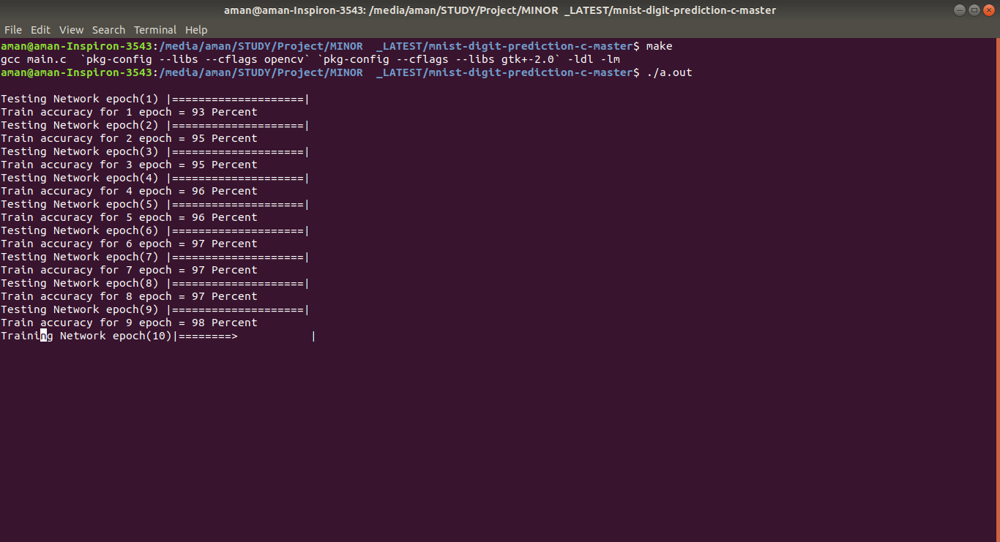 aman@aman-Inspiron-3543: /media/aman/STUDY/Project/MINOR  _LATEST/mnist-digit-prediction-c-master
File Edit View Search Terminal Help
aman@aman-Inspiron-3543:/media/aman/STUDY/Project/MINOR  _LATEST/mnist-digit-prediction-c-master$ make
gcc main.c  `pkg-config --libs --cflags opencv` `pkg-config --cflags --libs gtk+-2.0` -ldl -lm
aman@aman-Inspiron-3543:/media/aman/STUDY/Project/MINOR  _LATEST/mnist-digit-prediction-c-master$ ./a.out
Testing Network epoch(1) |====================|
Train accuracy for 1 epoch = 93 Percent
Testing Network epoch(2) |====================|
Train accuracy for 2 epoch = 95 Percent
Testing Network epoch(3) |====================|
Train accuracy for 3 epoch = 95 Percent
Testing Network epoch(4) |====================|
Train accuracy for 4 epoch = 96 Percent
Testing Network epoch(5) |====================|
Train accuracy for 5 epoch = 96 Percent
Testing Network epoch(6) |====================|
Train accuracy for 6 epoch = 97 Percent
Testing Network epoch(7) |====================|
Train accuracy for 7 epoch = 97 Percent
Testing Network epoch(8) |====================|
Train accuracy for 8 epoch = 97 Percent
Testing Network epoch(9) |====================|
Train accuracy for 9 epoch = 98 Percent
Training Network epoch(10)|========>           |